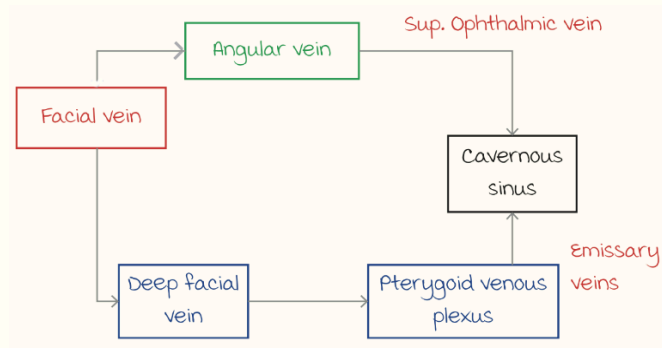 Sup. Ophthalmic vein
Angular vein
Facial vein
Cavernous
sinus
Emissary
veins
Deep facial
vein
Pterygoid venous
plexus